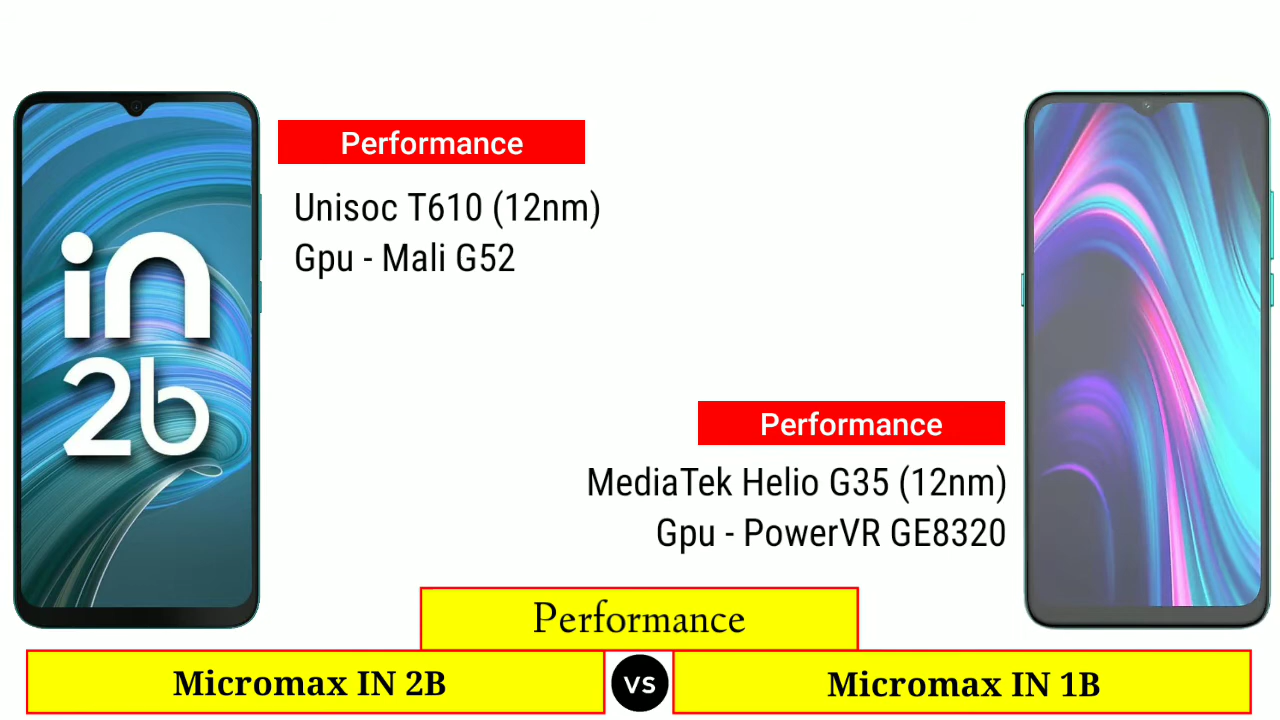 in
2b
Performance
Unisoc T610 (12nm)
Gpu - Mali G52
Performance
MediaTek Helio G35 (12nm)
Gpu - PowerVR GE8320
Performance
Micromax IN 2B
vs
Micromax IN 1B